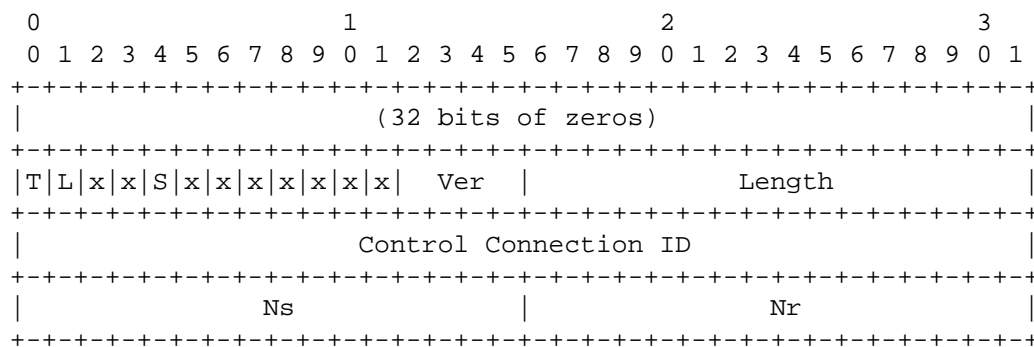 0                   1                   2                   3
 0 1 2 3 4 5 6 7 8 9 0 1 2 3 4 5 6 7 8 9 0 1 2 3 4 5 6 7 8 9 0 1
+-+-+-+-+-+-+-+-+-+-+-+-+-+-+-+-+-+-+-+-+-+-+-+-+-+-+-+-+-+-+-+-+
|                      (32 bits of zeros)                       |
+-+-+-+-+-+-+-+-+-+-+-+-+-+-+-+-+-+-+-+-+-+-+-+-+-+-+-+-+-+-+-+-+
|T|L|x|x|S|x|x|x|x|x|x|x|  Ver  |             Length            |
+-+-+-+-+-+-+-+-+-+-+-+-+-+-+-+-+-+-+-+-+-+-+-+-+-+-+-+-+-+-+-+-+
|                     Control Connection ID                     |
+-+-+-+-+-+-+-+-+-+-+-+-+-+-+-+-+-+-+-+-+-+-+-+-+-+-+-+-+-+-+-+-+
|               Ns              |               Nr              |
+-+-+-+-+-+-+-+-+-+-+-+-+-+-+-+-+-+-+-+-+-+-+-+-+-+-+-+-+-+-+-+-+